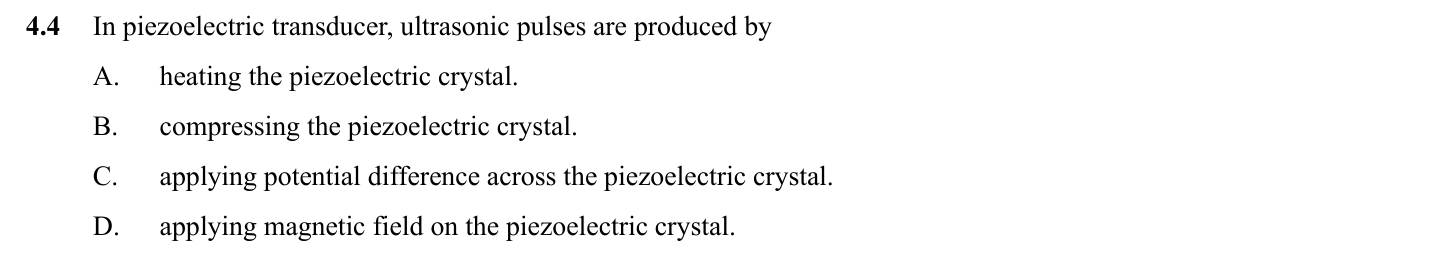 4.4 In piezoelectric transducer, ultrasonic pulses are produced by
A. heating the piezoelectric crystal.
B. compressing the piezoelectric crystal.
C. applying potential difference across the piezoelectric crystal.
D. applying magnetic field on the piezoelectric crystal.